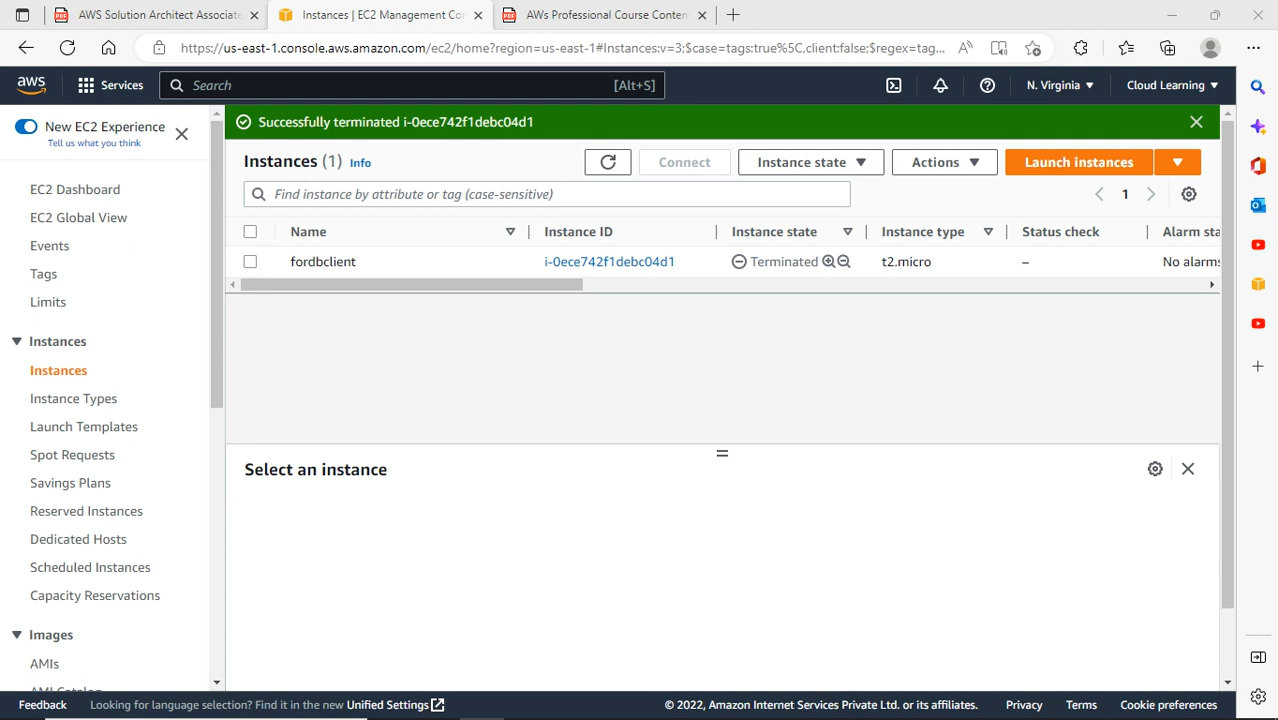 AWS Solution Architect Associate
Instances | EC2 Management Co
AWs Professional Course Conten
https://us-east-1.console.aws.amazon.com/ec2/home?region=us-east-1#Instances:v=3;$case=tags:true%5C,client:false;$regex=tag...
aws
Services
Search
[Alt+S]
N. Virginia
Cloud Learning
New EC2 Experience
Tell us what you think
EC2 Dashboard
EC2 Global View
Events
Tags
Limits
Instances
Instances
Instance Types
Launch Templates
Spot Requests
Savings Plans
Reserved Instances
Dedicated Hosts
Scheduled Instances
Capacity Reservations
Images
AMIs
AMI Catalog
Successfully terminated i-0ece742f1debc04d1
Instances (1) Info
Connect
Instance state
Actions
Launch instances
Find instance by attribute or tag (case-sensitive)
1
Name Instance ID Instance state Instance type Status check Alarm sta
fordbclient i-0ece742f1debc04d1 Terminated t2.micro – No alarms
Select an instance
Feedback Looking for language selection? Find it in the new Unified Settings © 2022, Amazon Internet Services Private Ltd. or its affiliates. Privacy Terms Cookie preferences